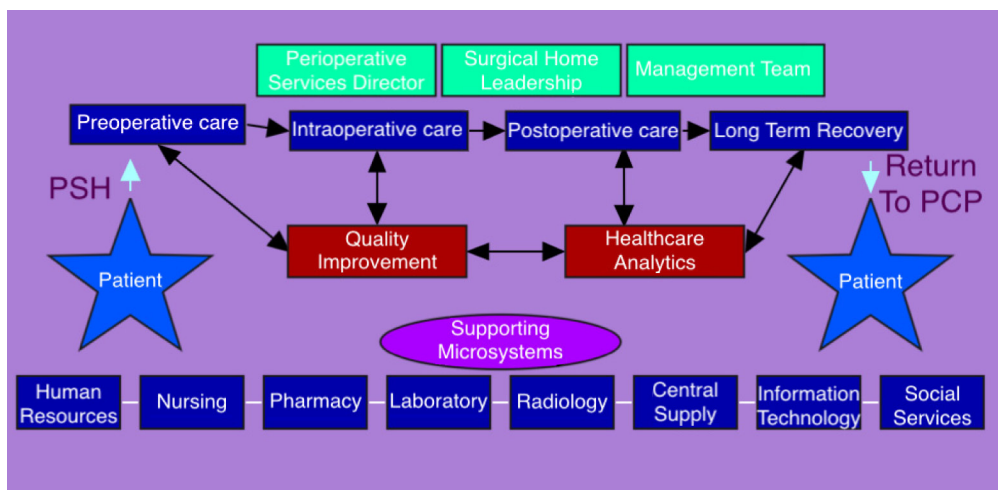 Perioperative
Services Director
Surgical Home
Leadership
Management Team
Preoperative care
Intraoperative care
Postoperative care
Long Term Recovery
PSH
Return
To PCP
Quality
Improvement
Healthcare
Analytics
Patient
Patient
Supporting
Microsystems
Human
Resources
Nursing
Pharmacy
Laboratory
Radiology
Central
Supply
Information
Technology
Social
Services